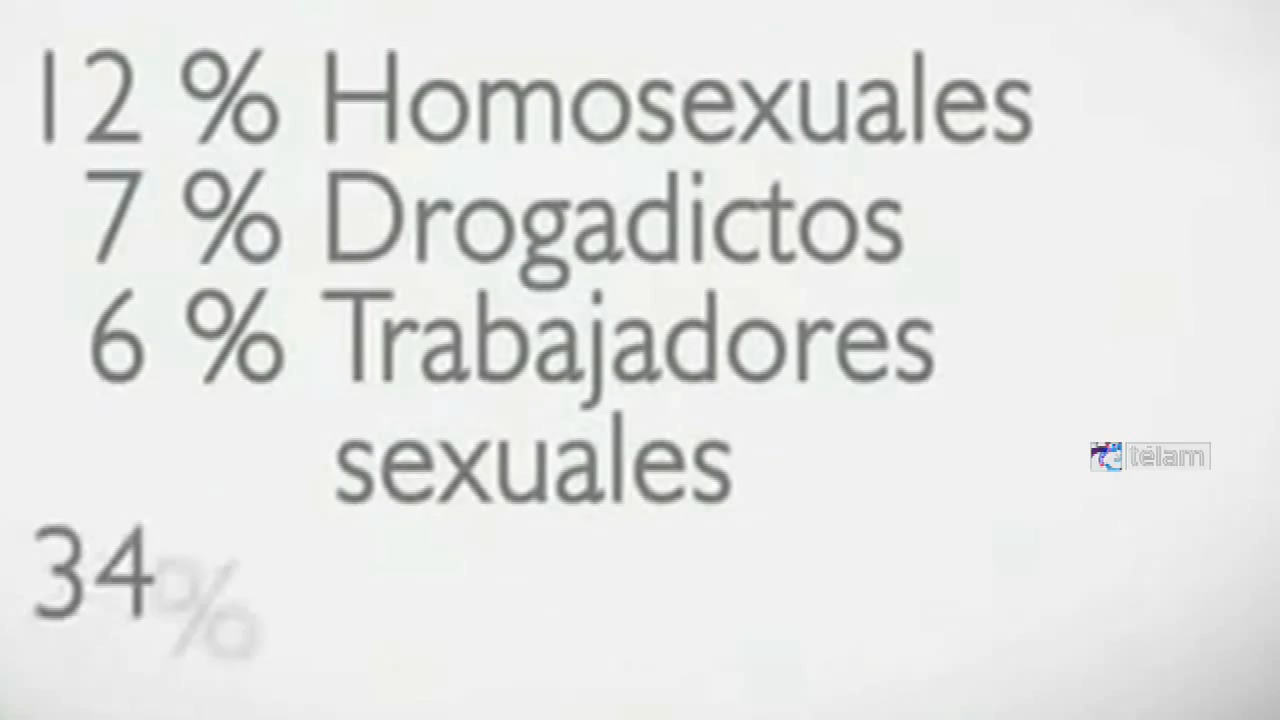 12 % Homosexuales
7 % Drogadictos
6 % Trabajadores
sexuales
34 %
télam